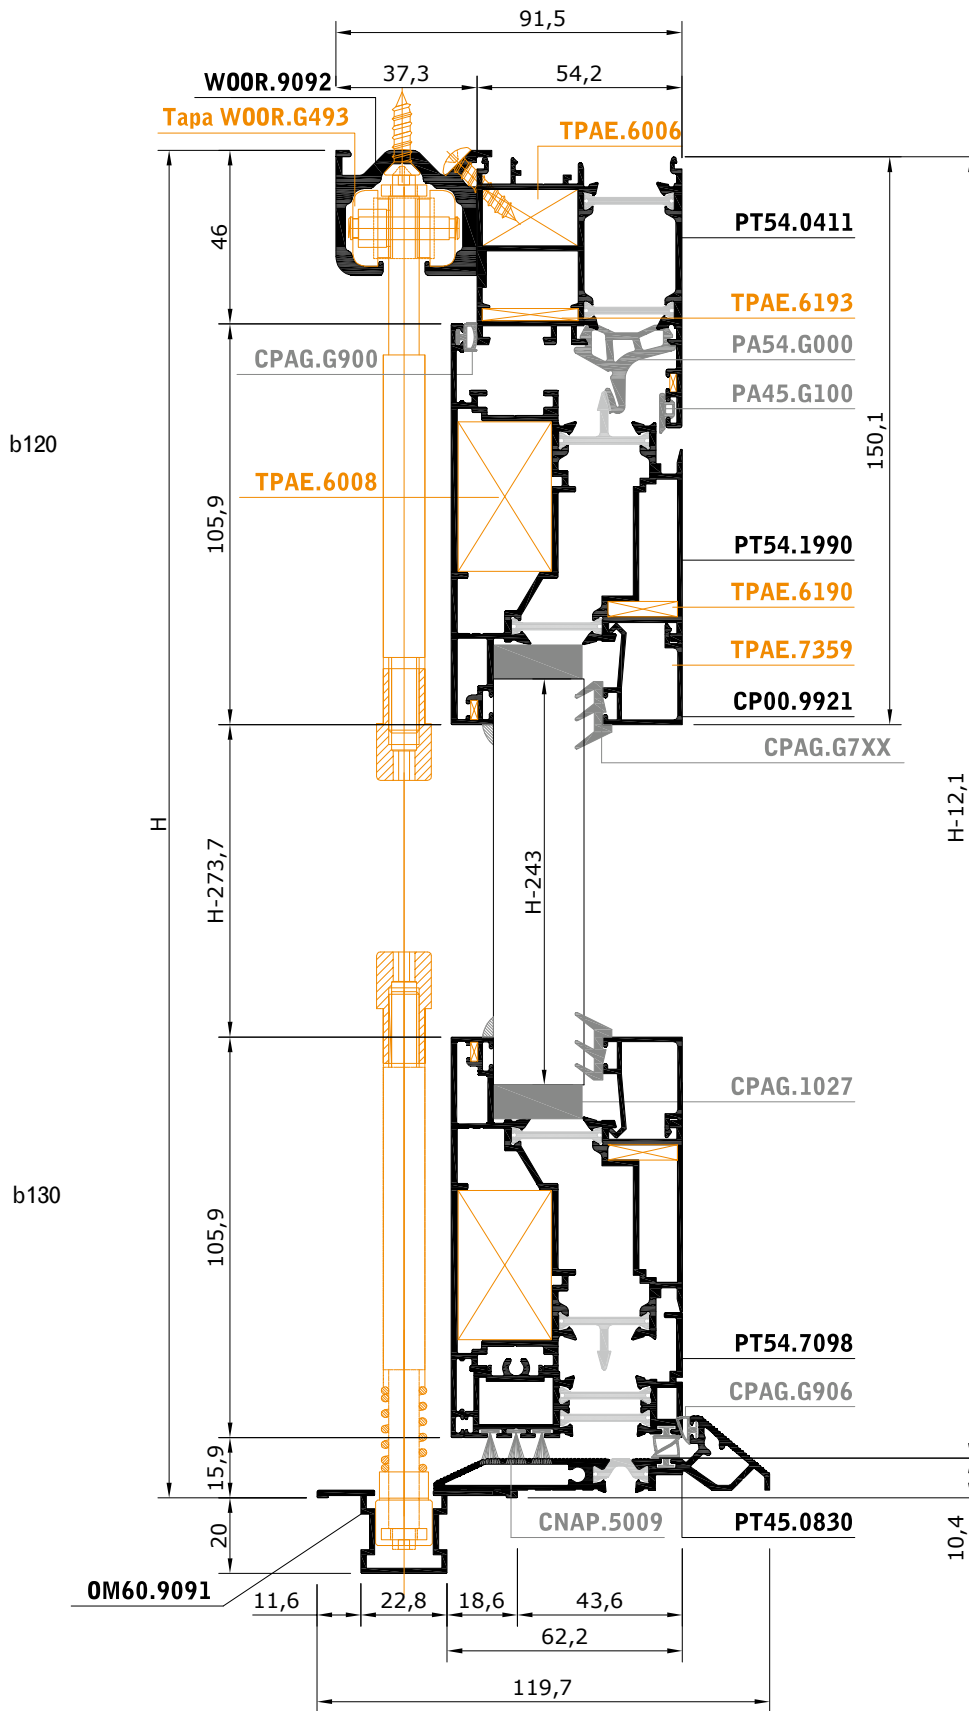 91,5
37,3
54,2
WOOR.9092
Tapa WOOR.G493
TPAE.6006
46
PT54.0411
TPAE.6193
CPAG.G900
PA54.G000
PA45.G100
150,1
b120
TPAE.6008
105,9
PT54.1990
TPAE.6190
TPAE.7359
CP00.9921
CPAG.G7XX
H
H-12,1
H-273,7
H-243
CPAG.1027
b130
105,9
PT54.7098
CPAG.G906
15,9
20
CNAP.5009
PT45.0830
10,4
OM60.9091
11,6
22,8
18,6
43,6
62,2
119,7